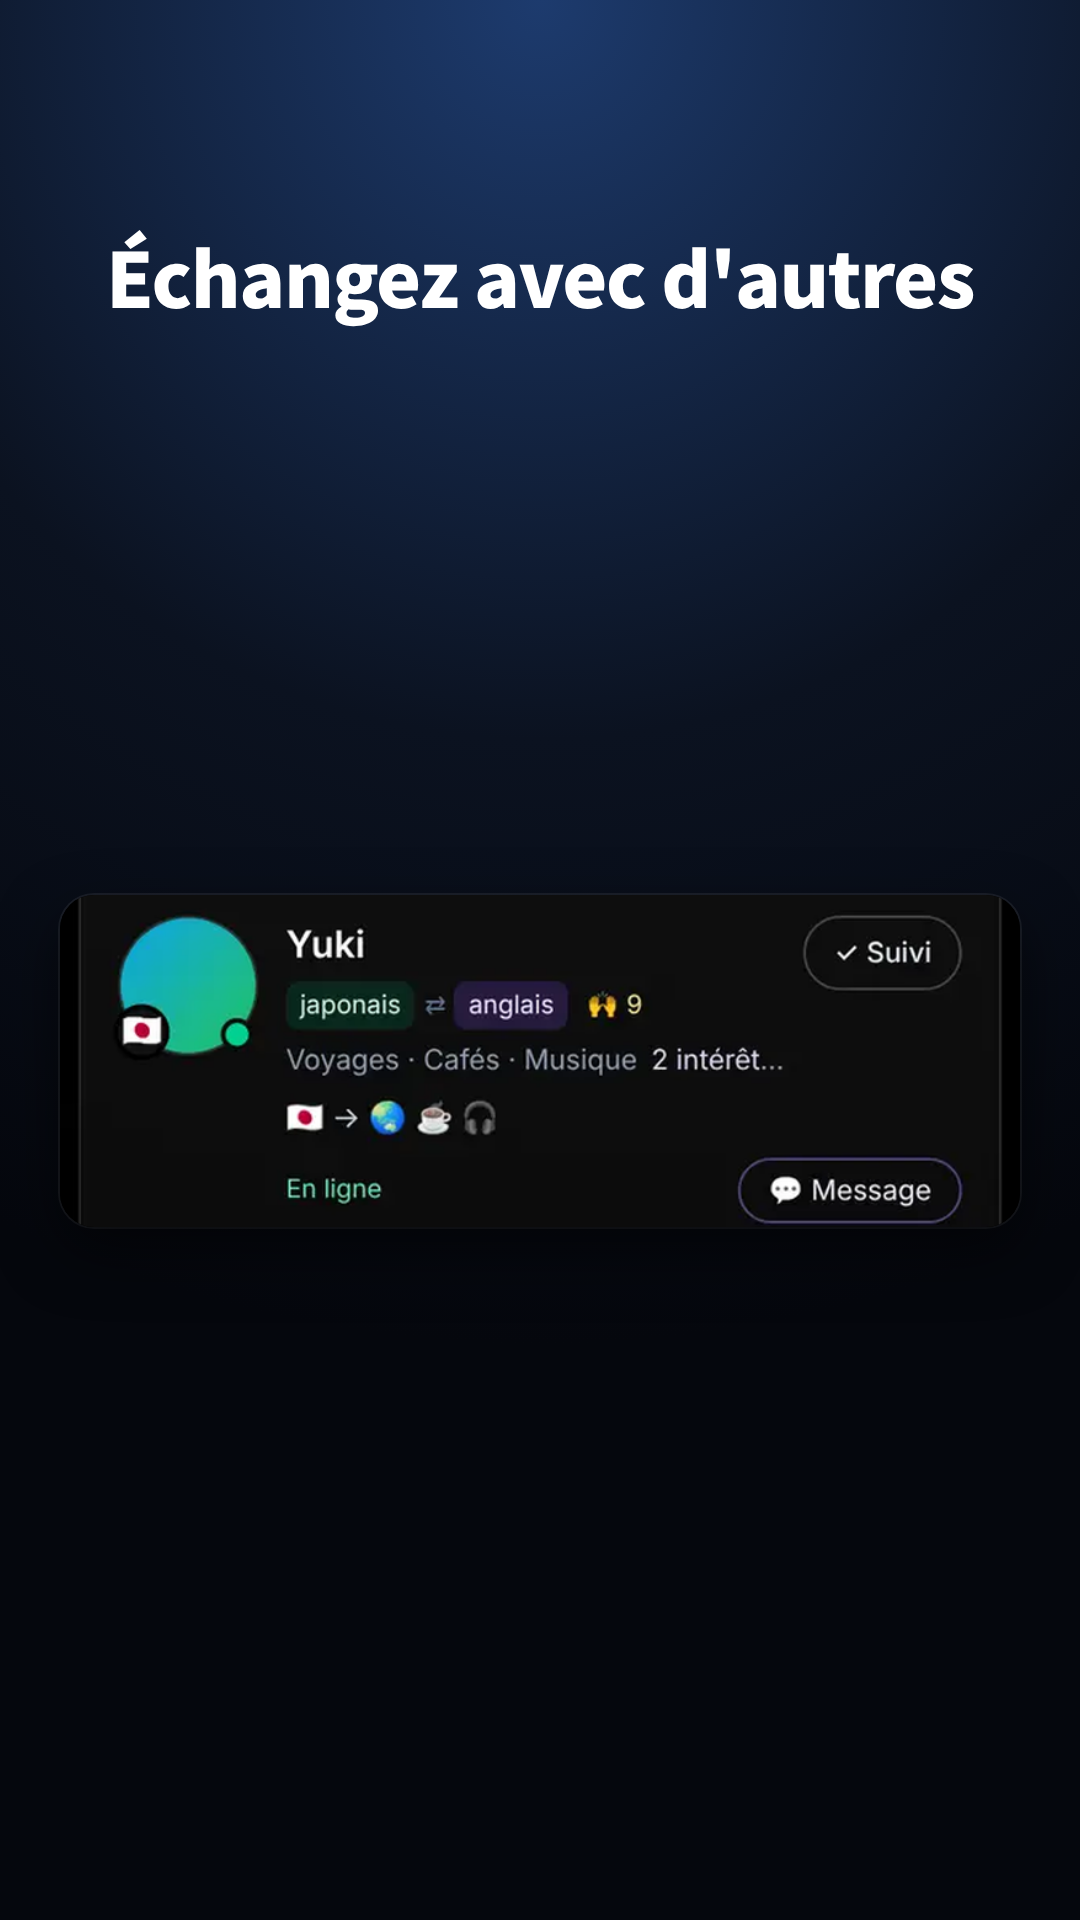 Échangez avec d'autres
Yuki
✓ Suivi
japonais ⇄ anglais 🙌 9
Voyages · Cafés · Musique 2 intérêt...
🇯🇵 → 🌏 ☕ 🎧
En ligne
💬 Message